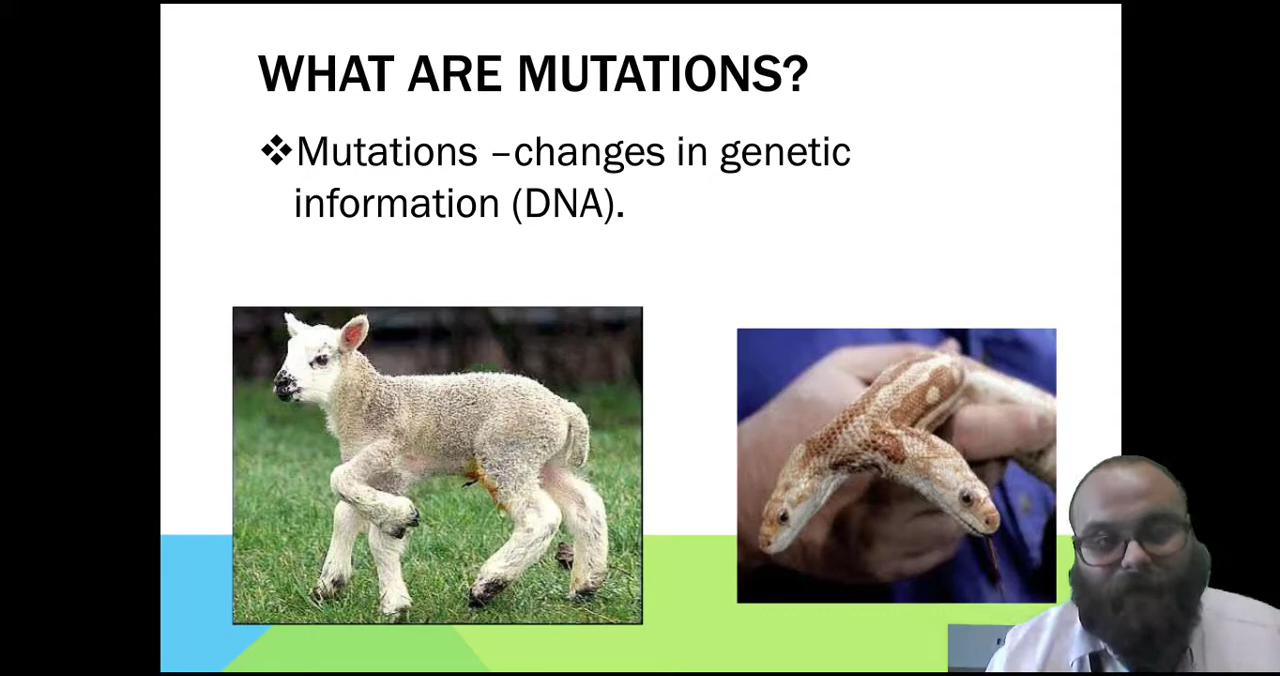 WHAT ARE MUTATIONS?
❖Mutations –changes in genetic
information (DNA).